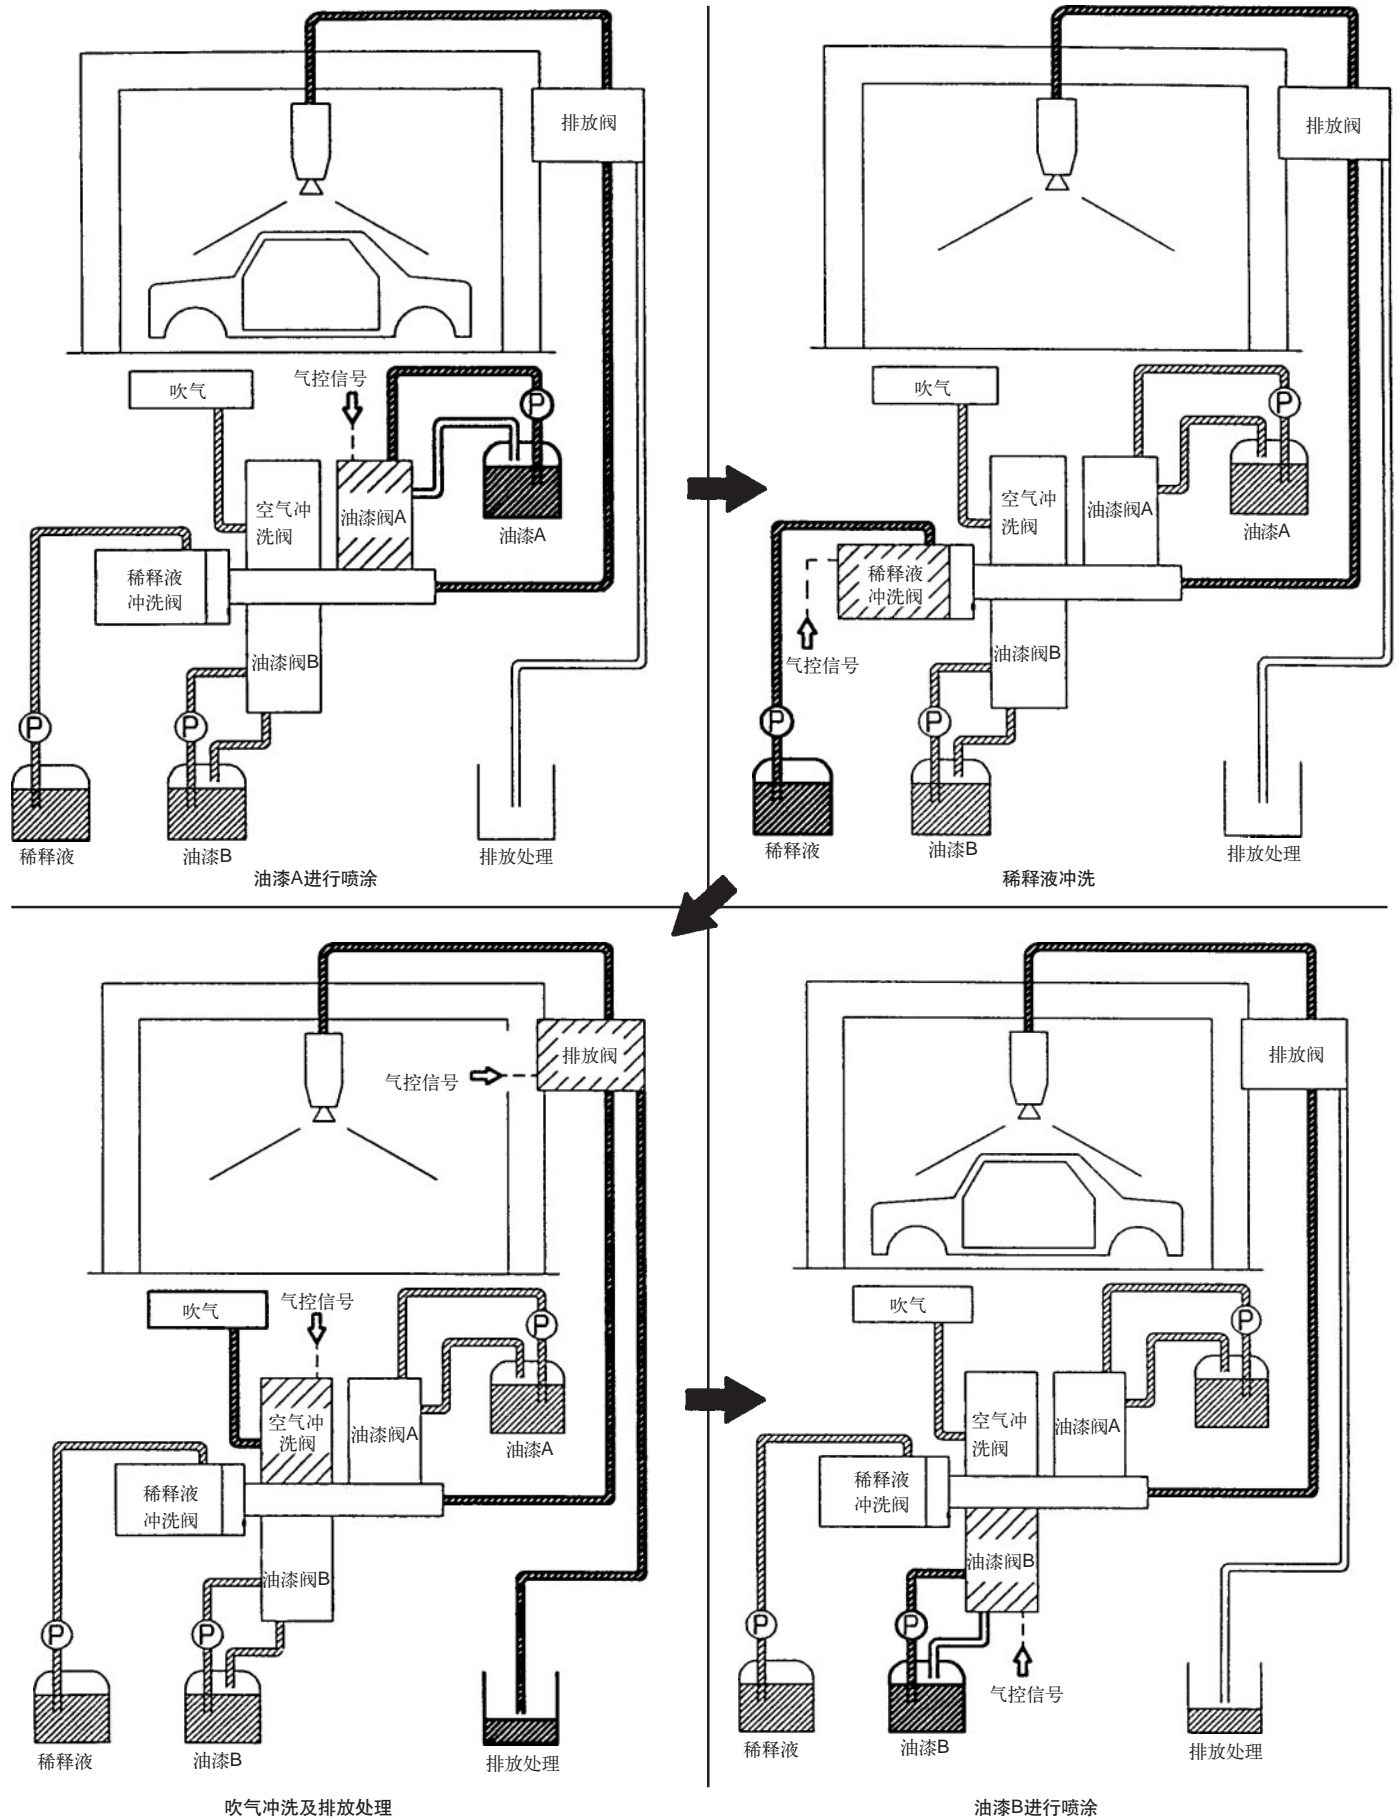 排放阀
吹气
气控信号
P
空气冲
洗阀
油漆阀A
油漆A
稀释液
冲洗阀
油漆阀B
P
P
稀释液
油漆B
排放处理
油漆A进行喷涂
排放阀
吹气
P
空气冲
洗阀
油漆阀A
油漆A
稀释液
冲洗阀
气控信号
油漆阀B
P
P
稀释液
油漆B
排放处理
稀释液冲洗
排放阀
气控信号
吹气
气控信号
P
空气冲
洗阀
油漆阀A
油漆A
稀释液
冲洗阀
油漆阀B
P
P
稀释液
油漆B
排放处理
吹气冲洗及排放处理
排放阀
吹气
P
空气冲
洗阀
油漆阀A
稀释液
冲洗阀
油漆阀B
P
P
气控信号
稀释液
油漆B
排放处理
油漆B进行喷涂